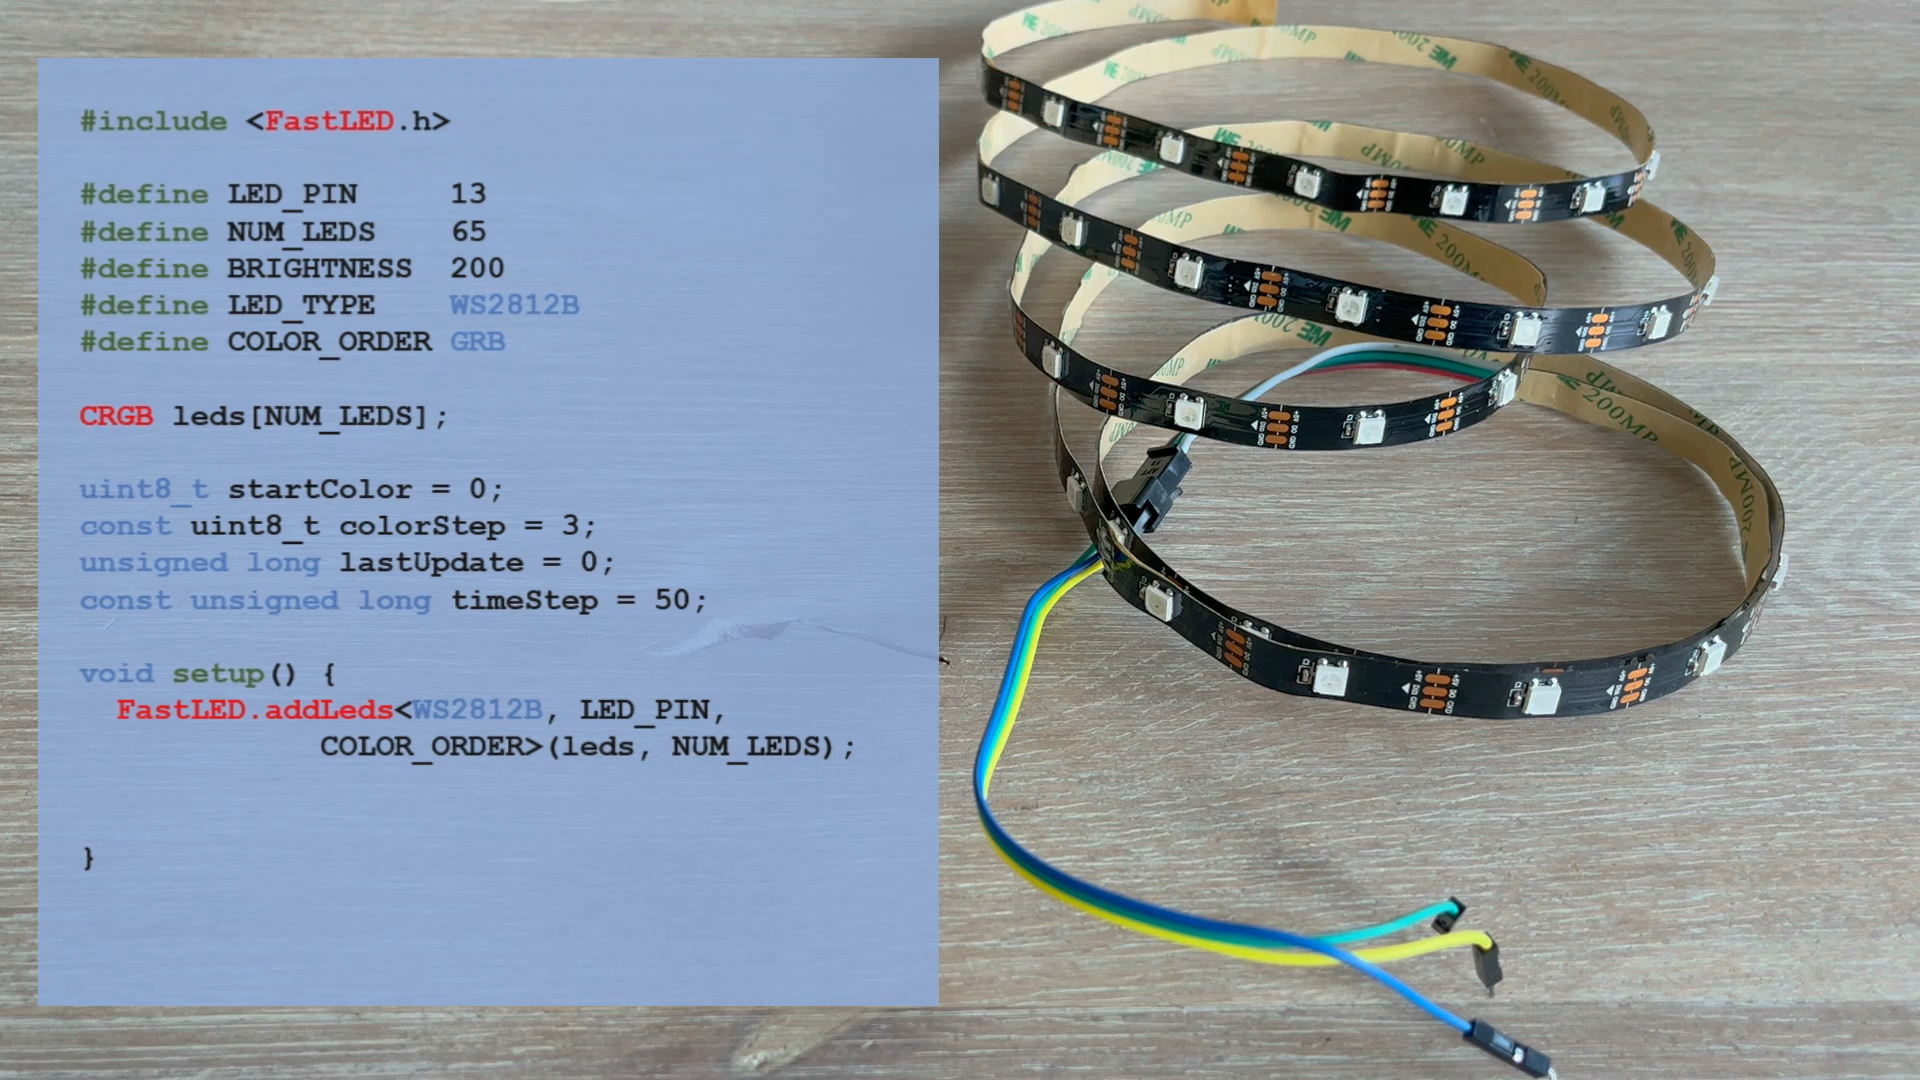 #include <FastLED.h>
#define LED_PIN 13
#define NUM_LEDS 65
#define BRIGHTNESS 200
#define LED_TYPE WS2812B
#define COLOR_ORDER GRB
CRGB leds[NUM_LEDS];
uint8_t startColor = 0;
const uint8_t colorStep = 3;
unsigned long lastUpdate = 0;
const unsigned long timeStep = 50;
void setup() {
FastLED.addLeds<WS2812B, LED_PIN,
COLOR_ORDER>(leds, NUM_LEDS);
}
200MP
200MP